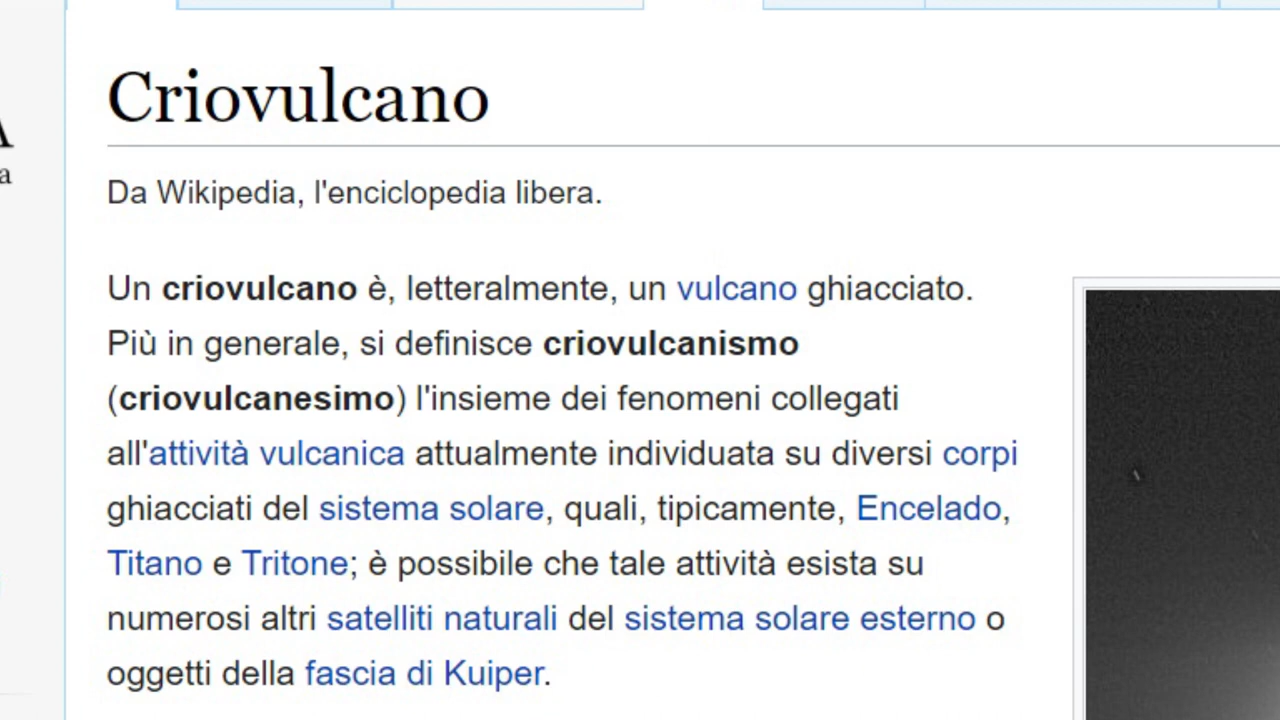 Criovulcano
Da Wikipedia, l'enciclopedia libera.
Un criovulcano è, letteralmente, un vulcano ghiacciato.
Più in generale, si definisce criovulcanismo
(criovulcanesimo) l'insieme dei fenomeni collegati
all'attività vulcanica attualmente individuata su diversi corpi
ghiacciati del sistema solare, quali, tipicamente, Encelado,
Titano e Tritone; è possibile che tale attività esista su
numerosi altri satelliti naturali del sistema solare esterno o
oggetti della fascia di Kuiper.